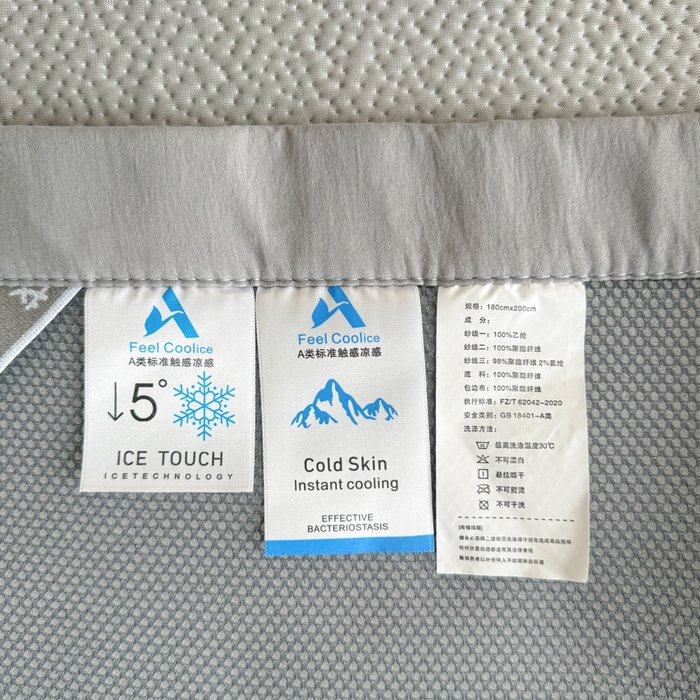 Feel Coolice
A类标准触感凉感
↓5°
ICE TOUCH
ICETECHNOLOGY
Feel Coolice
A类标准触感凉感
Cold Skin
Instant cooling
EFFECTIVE
BACTERIOSTASIS
规格：180cmx200cm
成 分：
纱线一：100%乙纶
纱线二：100%聚酯纤维
纱线三：98%聚酯纤维 2%氨纶
底 料：100%聚酯纤维
包边布：100%聚酯纤维
执行标准：FZ/T 62042-2020
安全类别：GB 18401-A类
洗涤方法：
最高洗涤温度30℃
不可漂白
悬挂晾干
不可熨烫
不可干洗